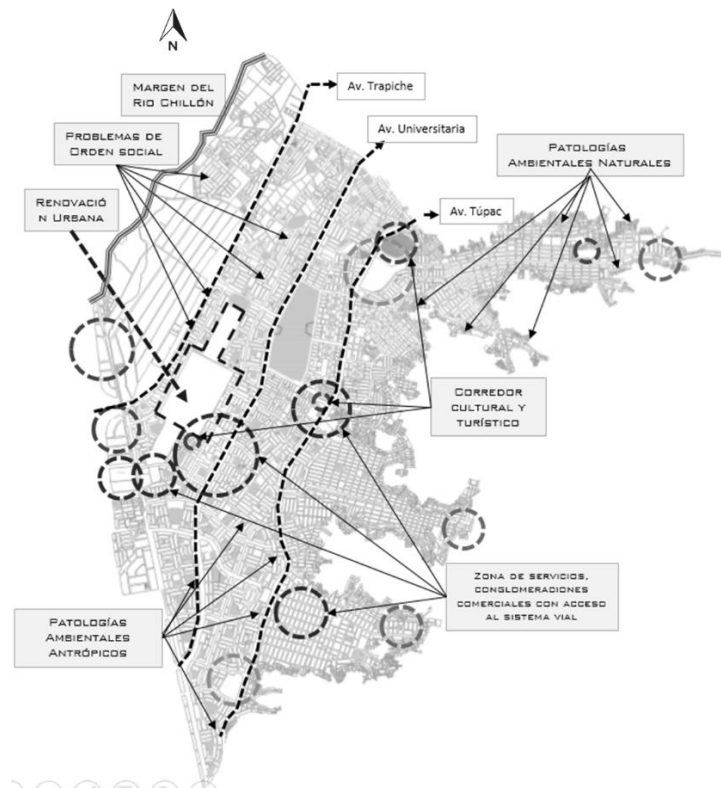 N
MARGEN DEL
RIO CHILLÓN
Av. Trapiche
PROBLEMAS DE
ORDEN SOCIAL
Av. Universitaria
PATOLOGÍAS
AMBIENTALES NATURALES
RENOVACIÓ
N URBANA
Av. Túpac
CORREDOR
CULTURAL Y
TURÍSTICO
ZONA DE SERVICIOS,
CONGLOMERACIONES
COMERCIALES CON ACCESO
AL SISTEMA VIAL
PATOLOGÍAS
AMBIENTALES
ANTRÓPICOS